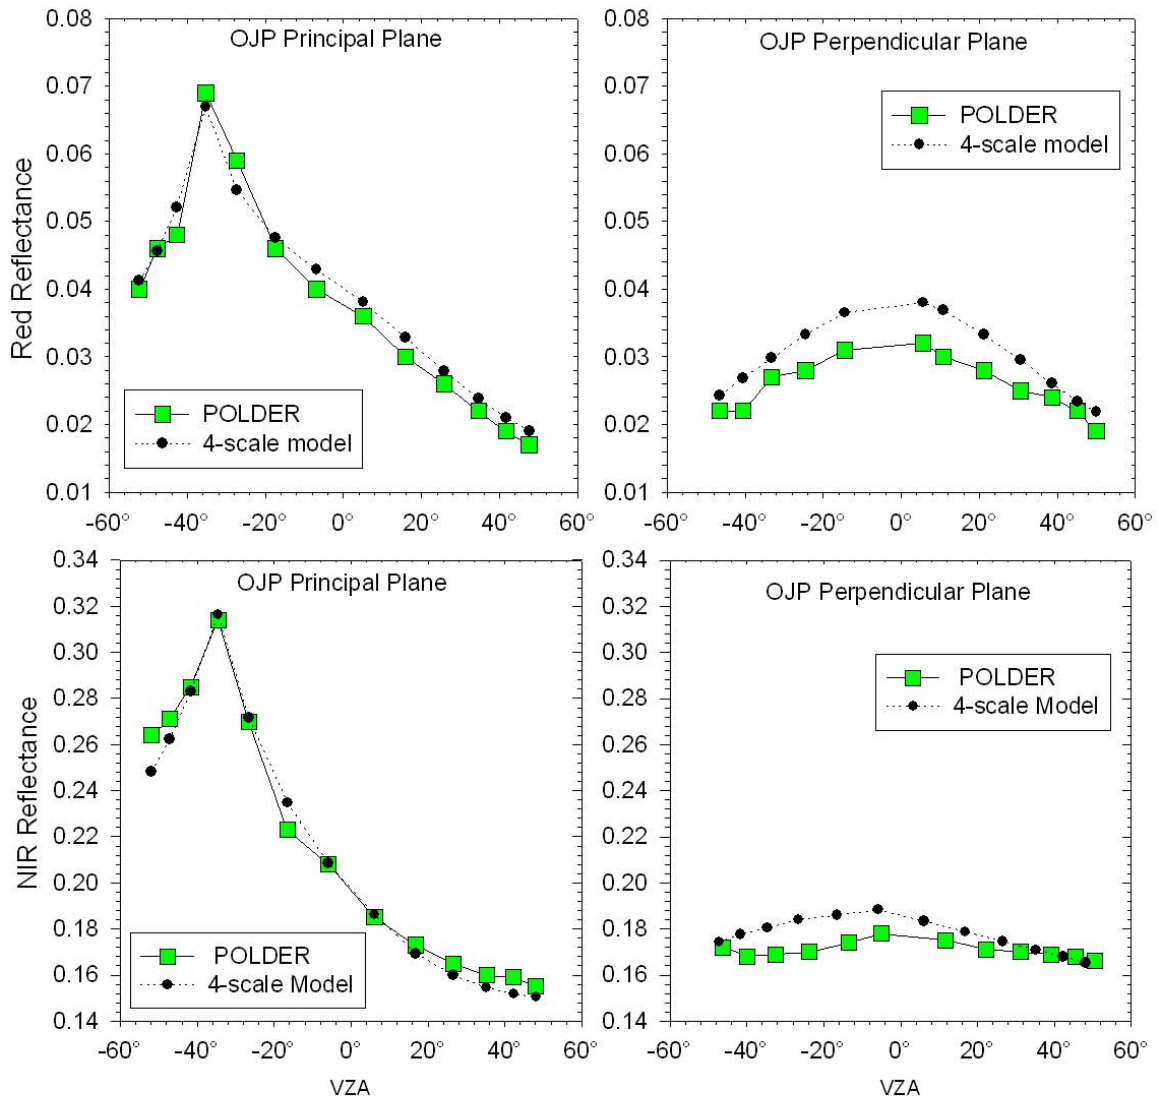 OJP Principal Plane
0.08
0.07
0.06
0.05
0.04
0.03
0.02
0.01
Red Reflectance
POLDER
4-scale model
-60° -40° -20° 0° 20° 40° 60°
OJP Perpendicular Plane
0.08
0.07
0.06
0.05
0.04
0.03
0.02
0.01
POLDER
4-scale model
-60° -40° -20° 0° 20° 40° 60°
OJP Principal Plane
0.34
0.32
0.30
0.28
0.26
0.24
0.22
0.20
0.18
0.16
0.14
NIR Reflectance
POLDER
4-scale Model
-60° -40° -20° 0° 20° 40° 60°
VZA
OJP Perpendicular Plane
0.34
0.32
0.30
0.28
0.26
0.24
0.22
0.20
0.18
0.16
0.14
POLDER
4-scale Model
-60° -40° -20° 0° 20° 40° 60°
VZA